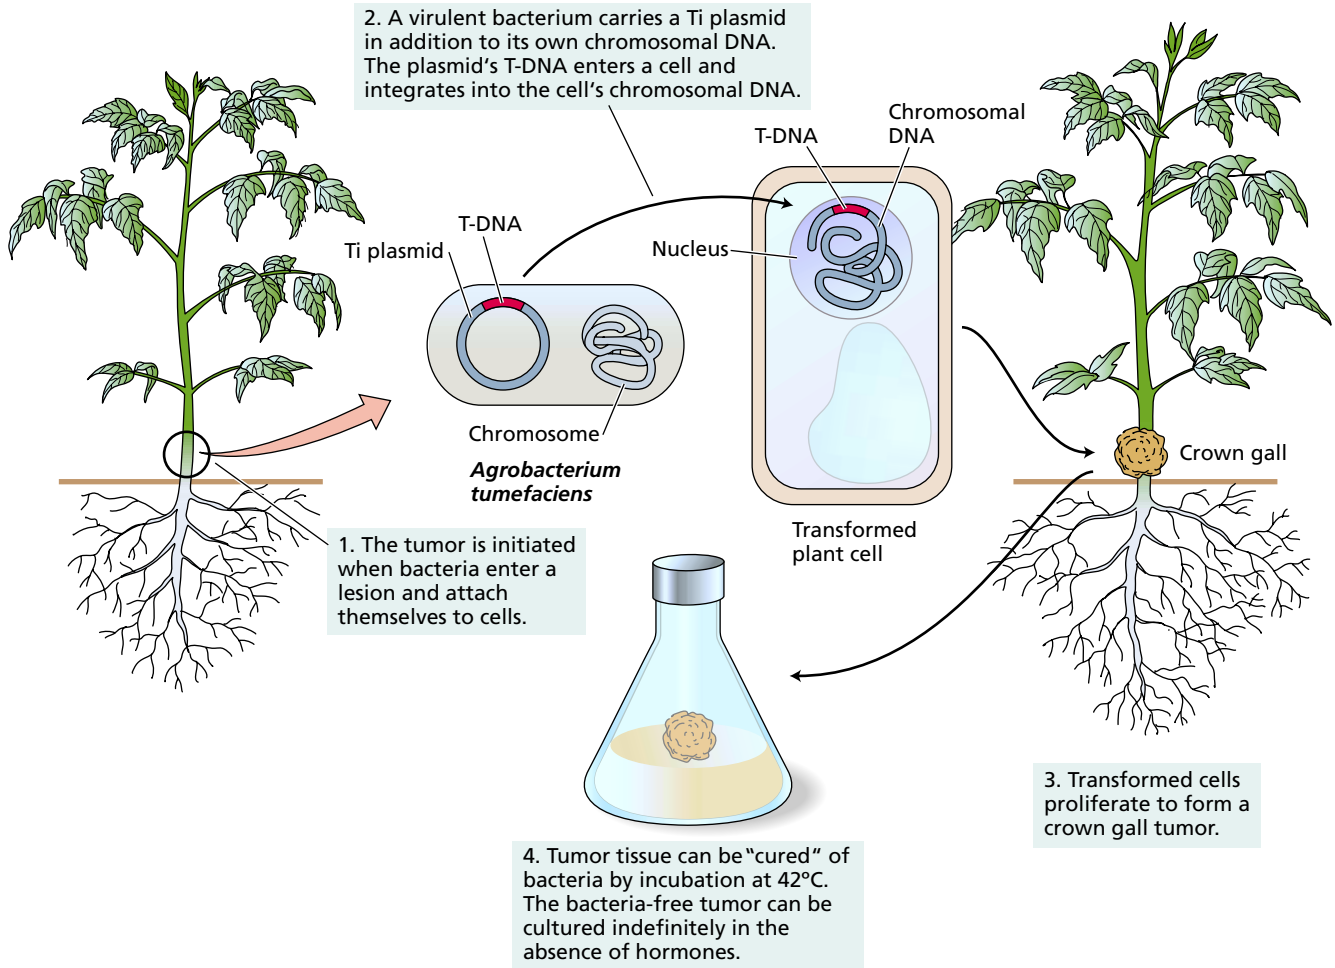 2. A virulent bacterium carries a Ti plasmid
in addition to its own chromosomal DNA.
The plasmid's T-DNA enters a cell and
integrates into the cell's chromosomal DNA.
Chromosomal
DNA
T-DNA
T-DNA
Ti plasmid
Nucleus
Chromosome
Agrobacterium
tumefaciens
Crown gall
Transformed
plant cell
1. The tumor is initiated
when bacteria enter a
lesion and attach
themselves to cells.
3. Transformed cells
proliferate to form a
crown gall tumor.
4. Tumor tissue can be “cured” of
bacteria by incubation at 42ºC.
The bacteria-free tumor can be
cultured indefinitely in the
absence of hormones.